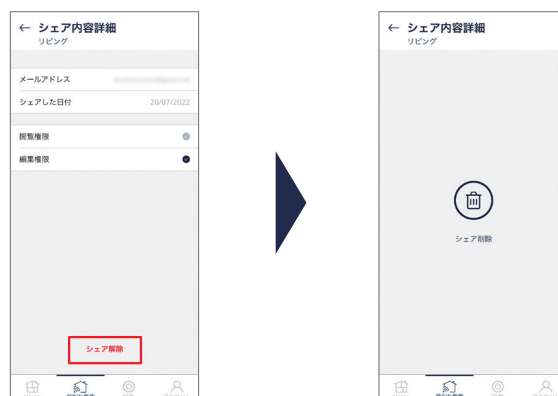 ← シェア内容詳細
リビング
メールアドレス
シェアした日付 20/07/2022
閲覧権限
編集権限
シェア解除
← シェア内容詳細
リビング
シェア削除